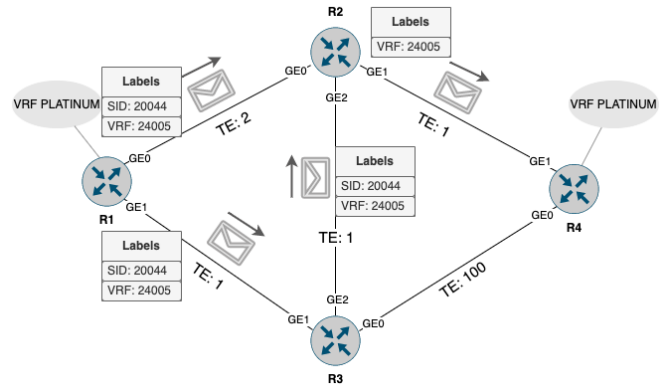 R2
Labels
VRF: 24005
GE0
GE1
GE2
Labels
SID: 20044
VRF: 24005
VRF PLATINUM
VRF PLATINUM
TE: 2
TE: 1
GE0
GE1
R1
GE1
Labels
SID: 20044
VRF: 24005
GE0
R4
Labels
SID: 20044
VRF: 24005
TE: 1
TE: 1
TE: 100
GE2
GE1
GE0
R3